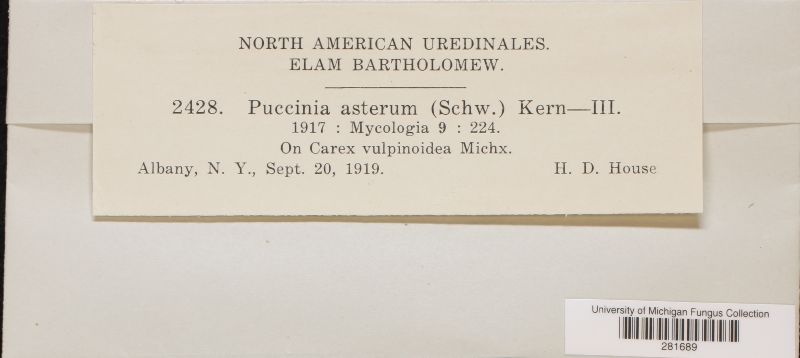 NORTH AMERICAN UREDINALES.
ELAM BARTHOLOMEW.
2428. Puccinia asterum (Schw.) Kern—III.
1917 : Mycologia 9 : 224.
On Carex vulpinoidea Michx.
Albany, N. Y., Sept. 20, 1919. H. D. House
University of Michigan Fungus Collection
281689